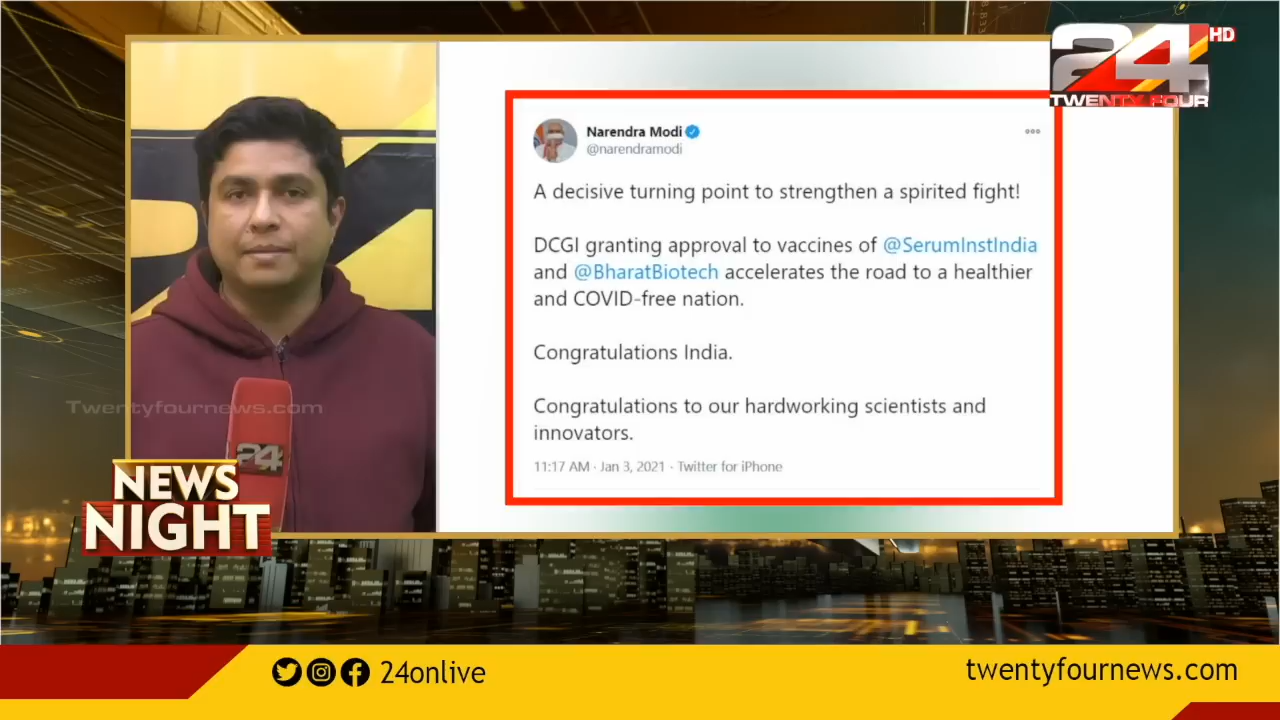 24 HD
TWENTY FOUR
Narendra Modi
@narendramodi
A decisive turning point to strengthen a spirited fight!
DCGI granting approval to vaccines of @SerumInstIndia
and @BharatBiotech accelerates the road to a healthier
and COVID-free nation.
Congratulations India.
Congratulations to our hardworking scientists and
innovators.
11:17 AM · Jan 3, 2021 · Twitter for iPhone
Twentyfournews.com
24
NEWS
NIGHT
24onlive
twentyfournews.com